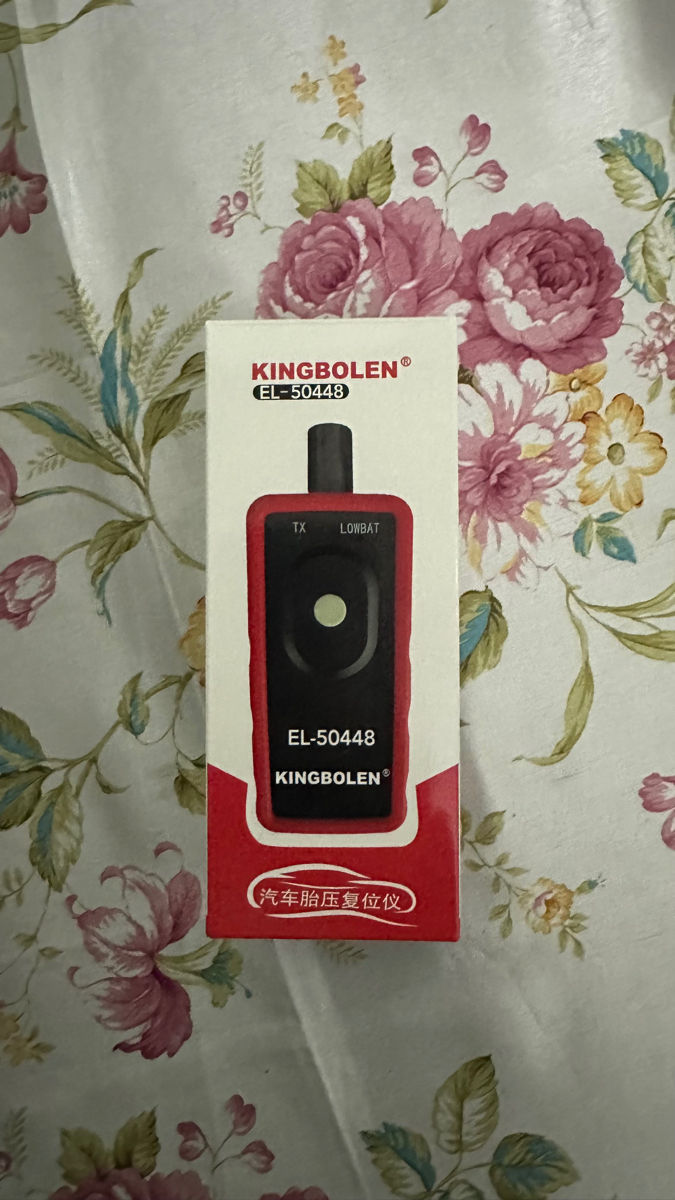 KINGBOLEN®
EL-50448
TX LOWBAT
EL-50448
KINGBOLEN®
汽车胎压复位仪